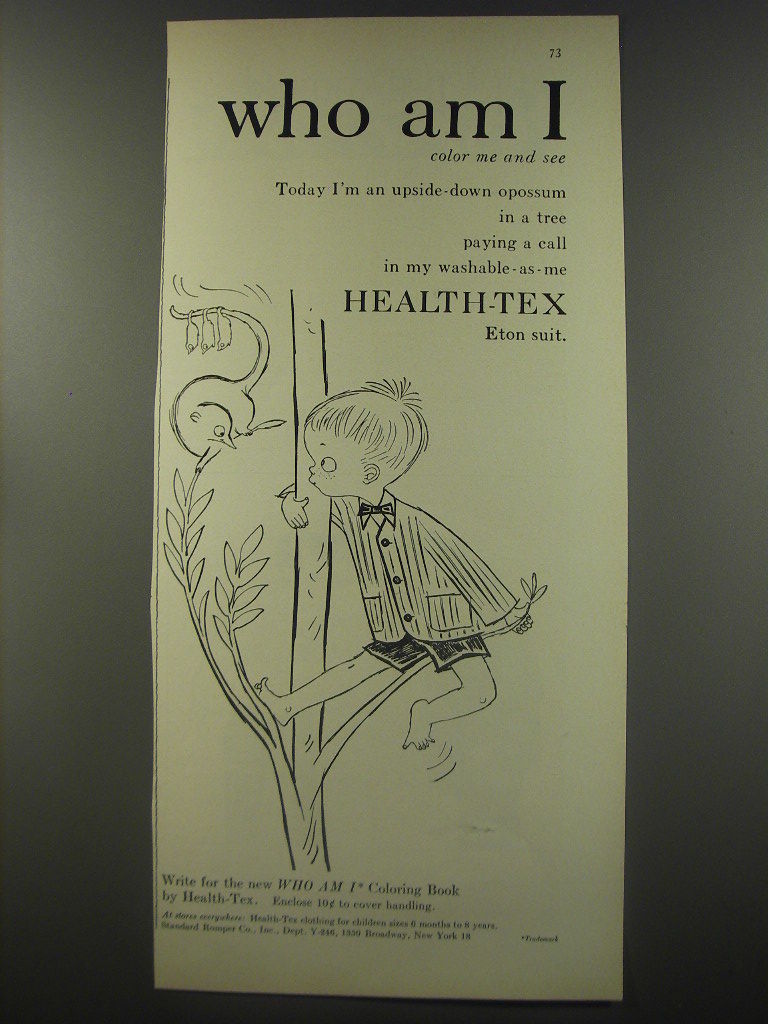 73
who am I
color me and see
Today I'm an upside-down opossum
in a tree
paying a call
in my washable-as-me
HEALTH-TEX
Eton suit.
Write for the new WHO AM I* Coloring Book
by Health-Tex. Enclose 10¢ to cover handling.
At stores everywhere: Health-Tex clothing for children sizes 6 months to 8 years.
Standard Romper Co., Inc., Dept. Y-246, 1350 Broadway, New York 18
*Trademark